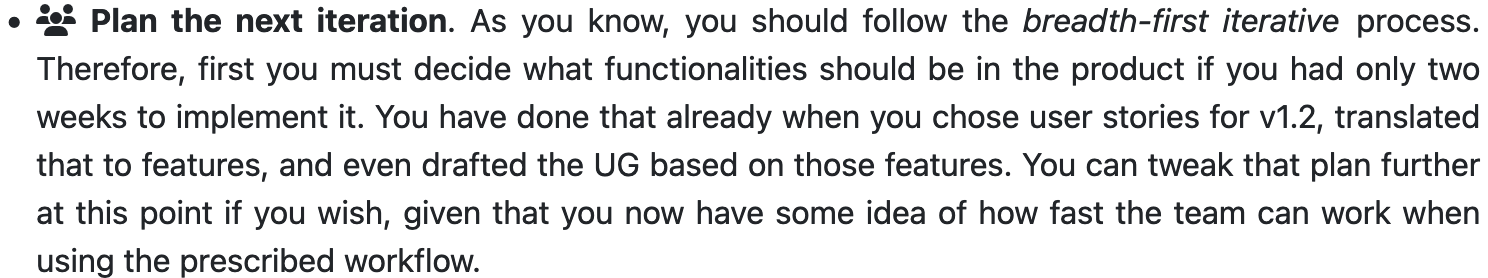 • Plan the next iteration. As you know, you should follow the breadth-first iterative process.
Therefore, first you must decide what functionalities should be in the product if you had only two
weeks to implement it. You have done that already when you chose user stories for v1.2, translated
that to features, and even drafted the UG based on those features. You can tweak that plan further
at this point if you wish, given that you now have some idea of how fast the team can work when
using the prescribed workflow.